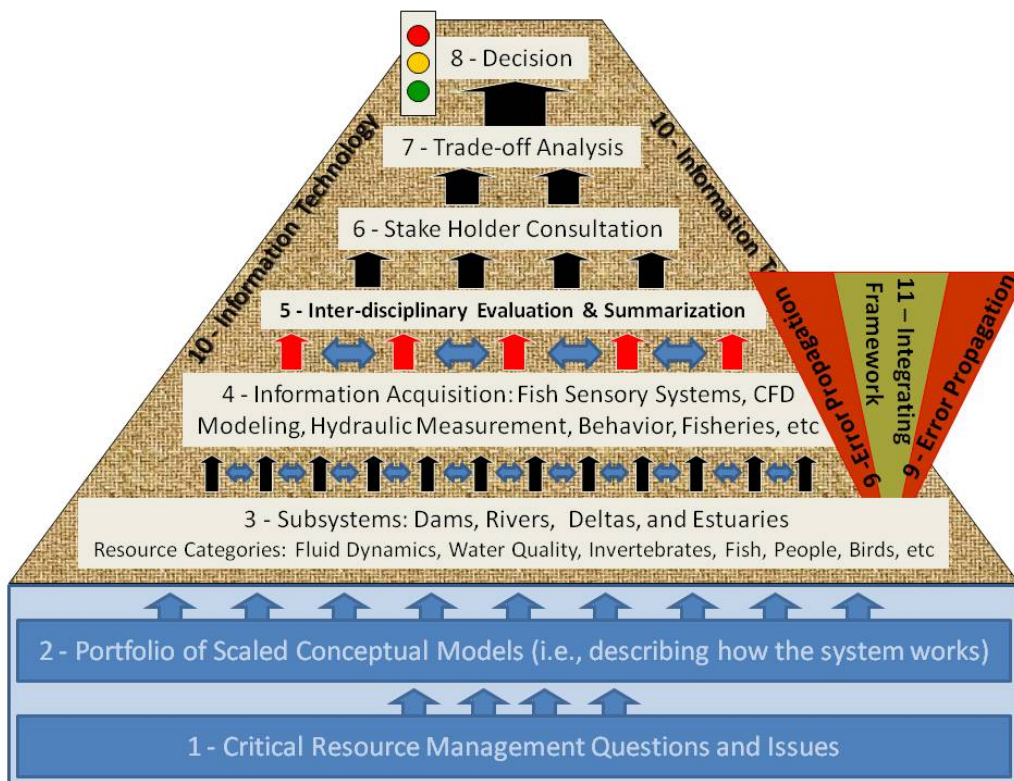 8 - Decision
7 - Trade-off Analysis
6 - Stake Holder Consultation
5 - Inter-disciplinary Evaluation & Summarization
4 - Information Acquisition: Fish Sensory Systems, CFD
Modeling, Hydraulic Measurement, Behavior, Fisheries, etc
3 - Subsystems: Dams, Rivers, Deltas, and Estuaries
Resource Categories: Fluid Dynamics, Water Quality, Invertebrates, Fish, People, Birds, etc
2 - Portfolio of Scaled Conceptual Models (i.e., describing how the system works)
1 - Critical Resource Management Questions and Issues
10 - Information Technology
10 - Information
9 - Error Propagation
11 – Integrating
Framework
9 - Error Propagation